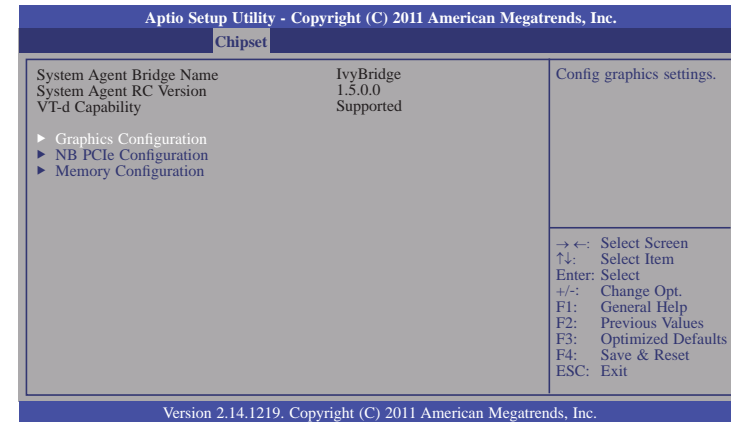 Aptio Setup Utility - Copyright (C) 2011 American Megatrends, Inc.
Chipset
System Agent Bridge Name IvyBridge
System Agent RC Version 1.5.0.0
VT-d Capability Supported
▶ Graphics Configuration
▶ NB PCIe Configuration
▶ Memory Configuration
Config graphics settings.
→ ←: Select Screen
↑↓: Select Item
Enter: Select
+/-: Change Opt.
F1: General Help
F2: Previous Values
F3: Optimized Defaults
F4: Save & Reset
ESC: Exit
Version 2.14.1219. Copyright (C) 2011 American Megatrends, Inc.